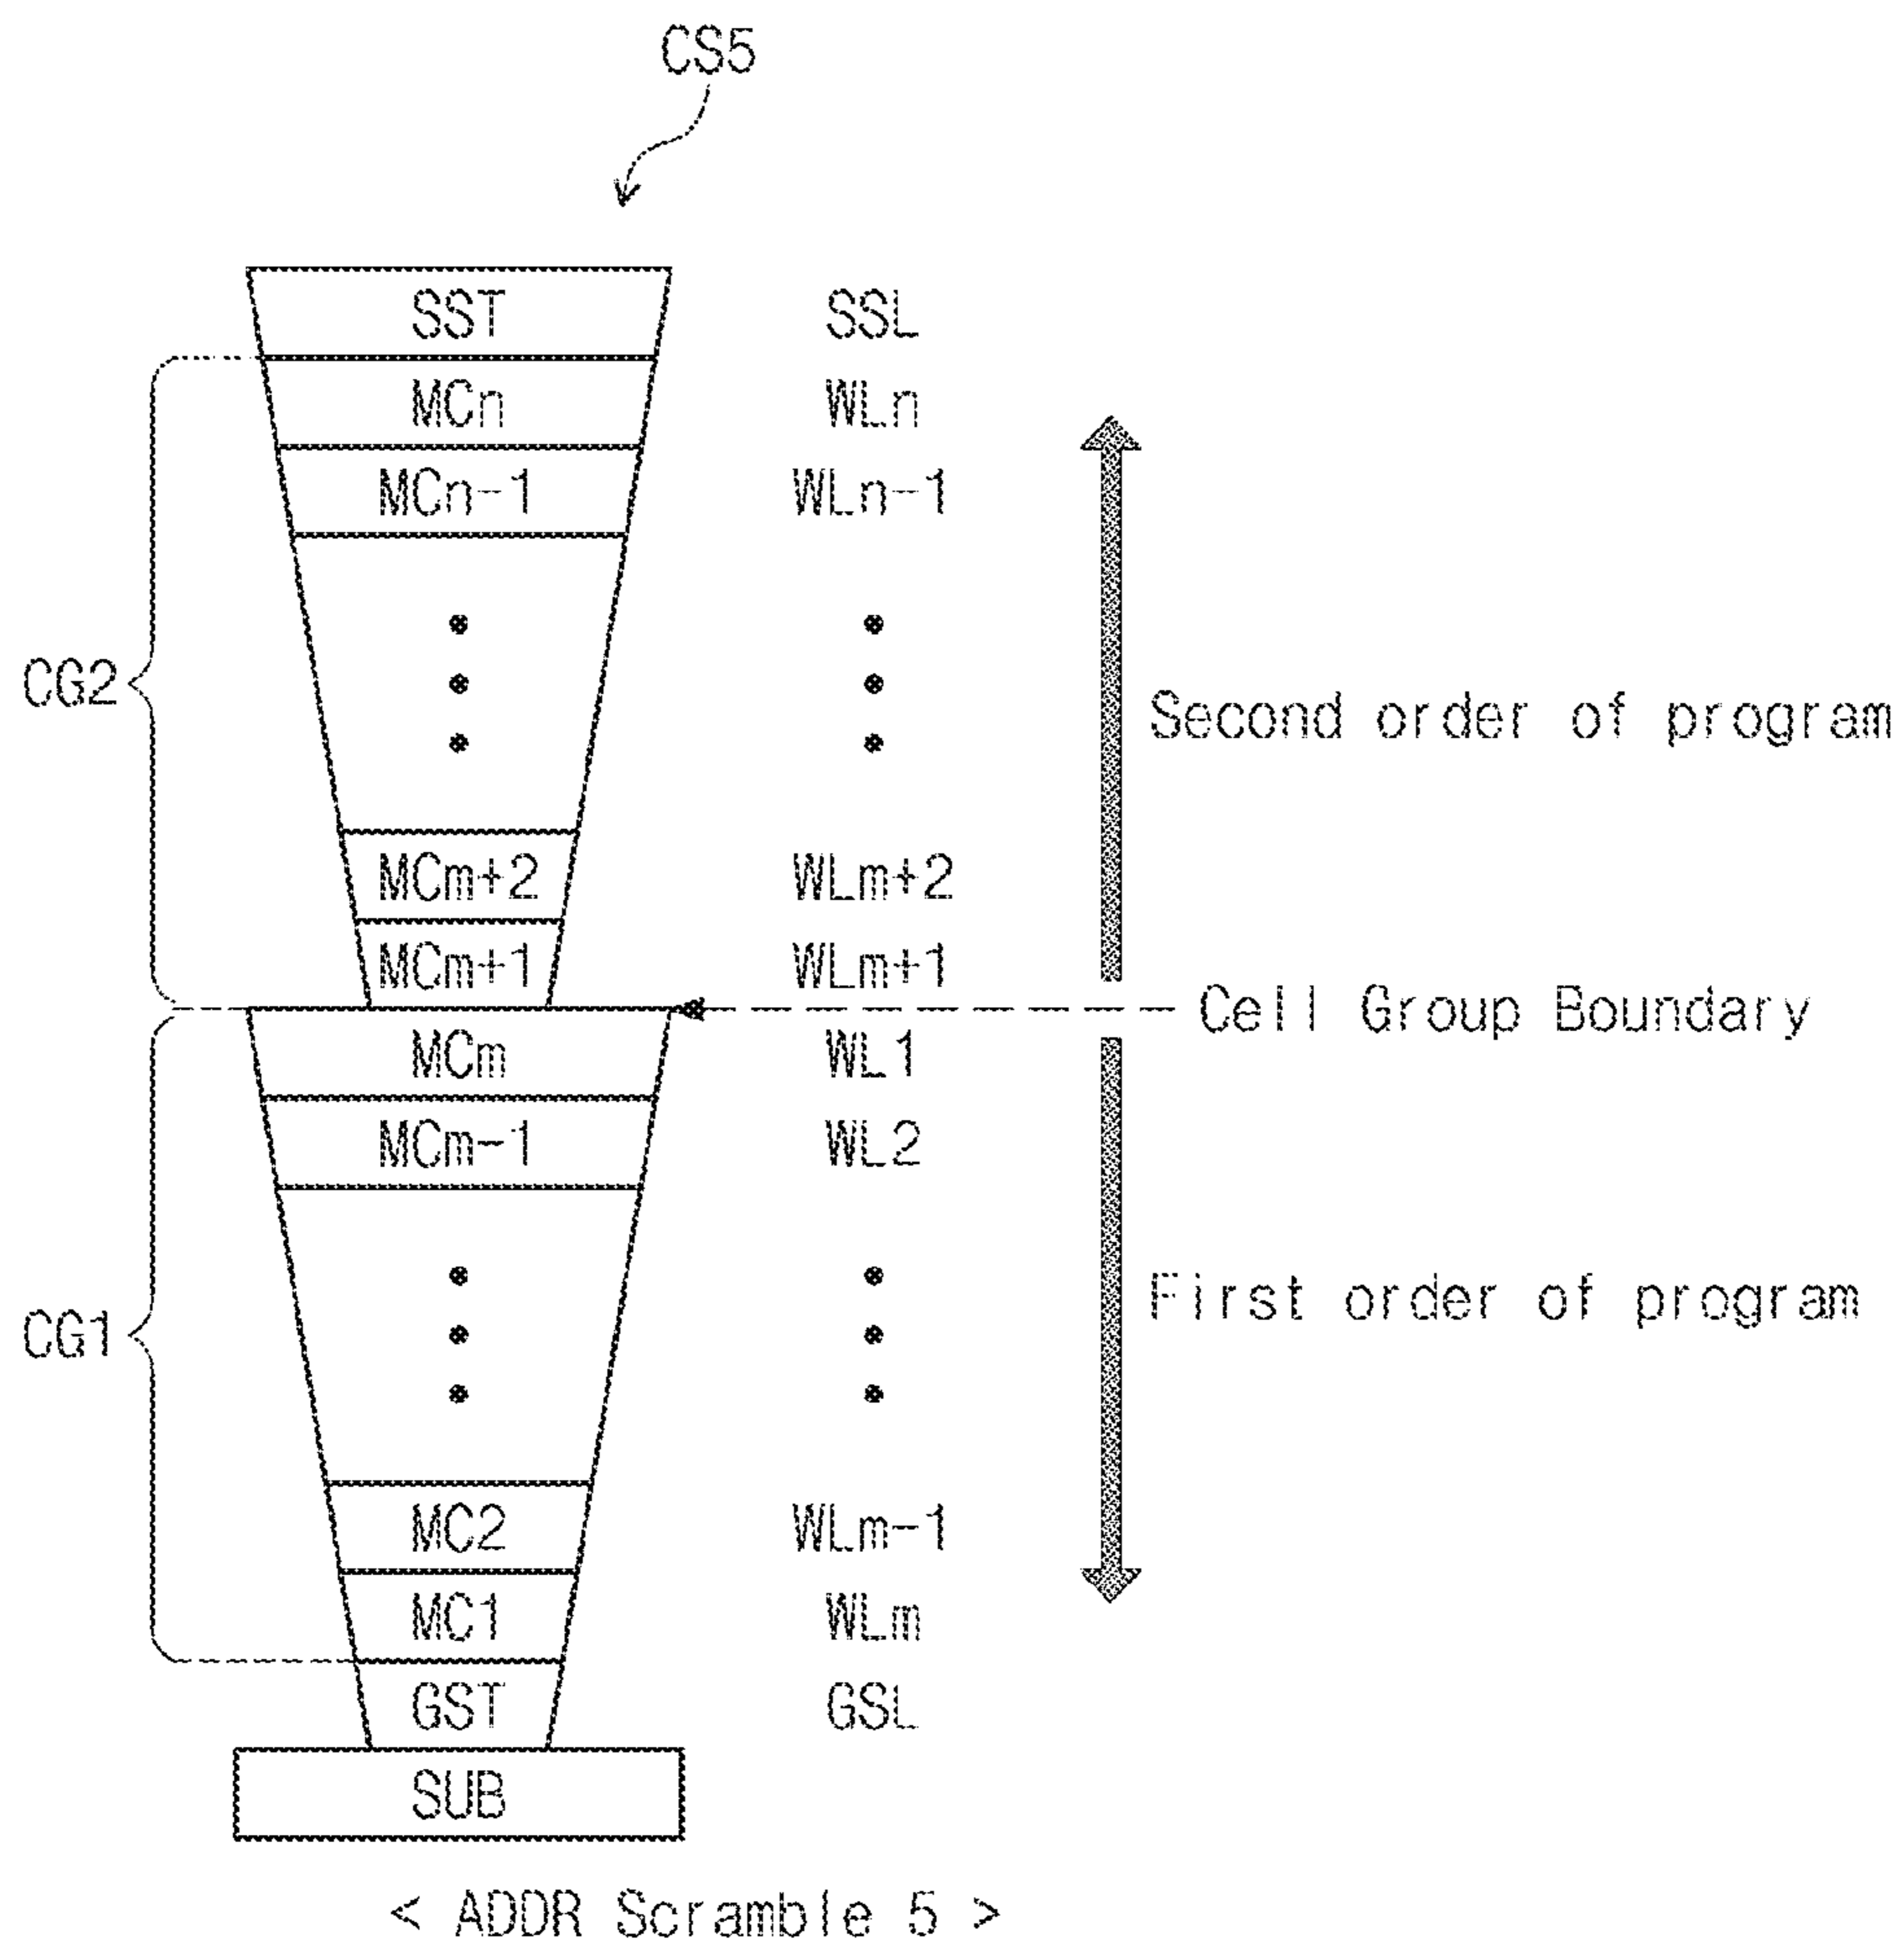 CS5
SST SSL
MCn WLn
MCn-1 WLn-1
CG2
Second order of program
MCm+2 WLm+2
MCm+1 WLm+1
Cell Group Boundary
MCm WL1
MCm-1 WL2
CG1
First order of program
MC2 WLm-1
MC1 WLm
GST GSL
SUB
< ADDR Scramble 5 >